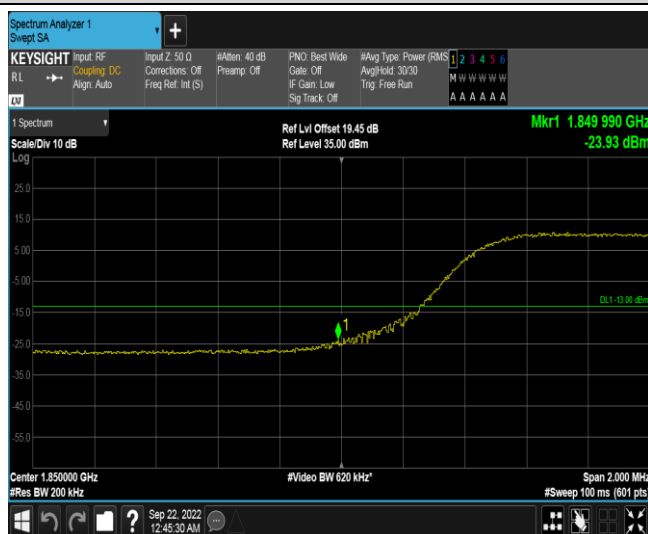 Spectrum Analyzer 1
Swept SA
KEYSIGHT
RL
Input: RF
Coupling: DC
Align: Auto
Input Z: 50 Ω
Corrections: Off
Freq Ref: Int (S)
#Atten: 40 dB
Preamp: Off
PNO: Best Wide
Gate: Off
IF Gain: Low
Sig Track: Off
#Avg Type: Power (RMS
Avg|Hold: 30/30
Trig: Free Run
1 2 3 4 5 6
M W W W W W
A A A A A A
LXI
1 Spectrum
Scale/Div 10 dB
Log
Ref Lvl Offset 19.45 dB
Ref Level 35.00 dBm
Mkr1 1.849 990 GHz
-23.93 dBm
25.0
15.0
5.00
-5.00
-15.0
-25.0
-35.0
-45.0
-55.0
DL1 -13.00 dBm
1
Center 1.850000 GHz
#Res BW 200 kHz
#Video BW 620 kHz*
Span 2.000 MHz
#Sweep 100 ms (601 pts)
?
Sep 22, 2022
12:45:30 AM